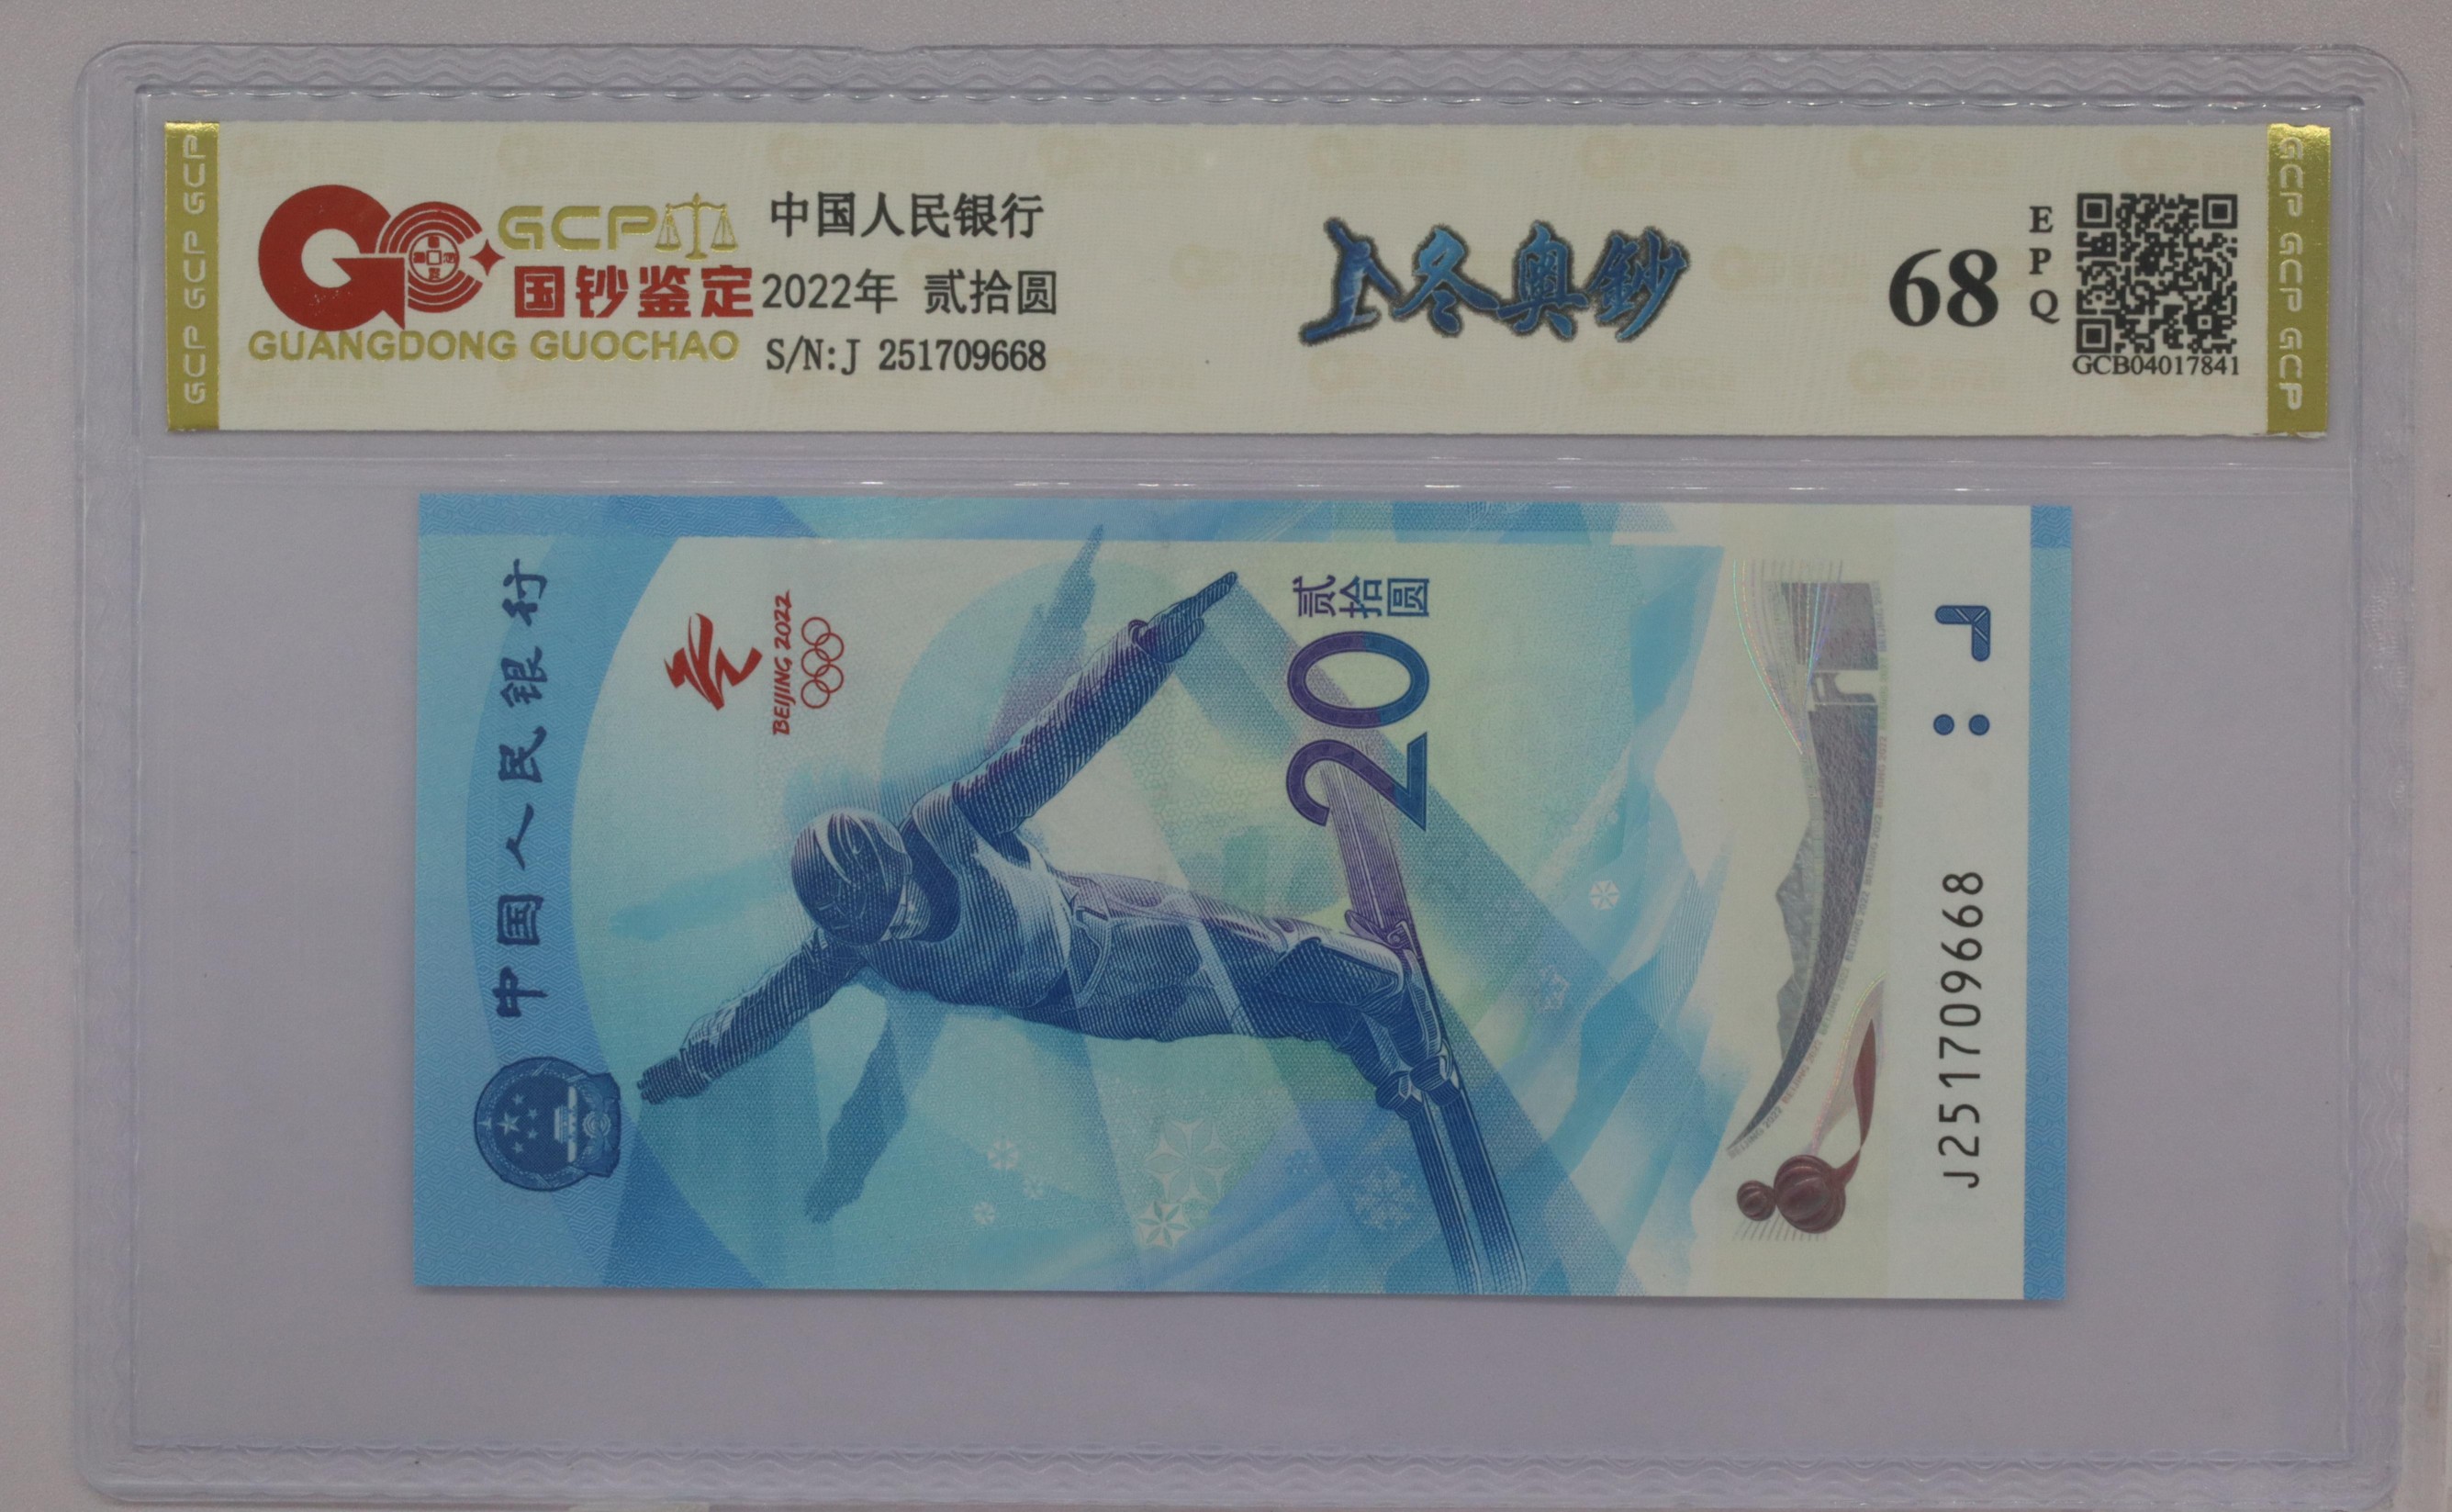 GCP GCP GCP
GCP
国钞鉴定
GUANGDONG GUOCHAO
中国人民银行
2022年 贰拾圆
S/N:J 251709668
冬奥鈔
68
EPQ
GCB04017841
GCP GCP GCP
中国人民银行
BEIJING 2022
贰拾圆
20
J251709668